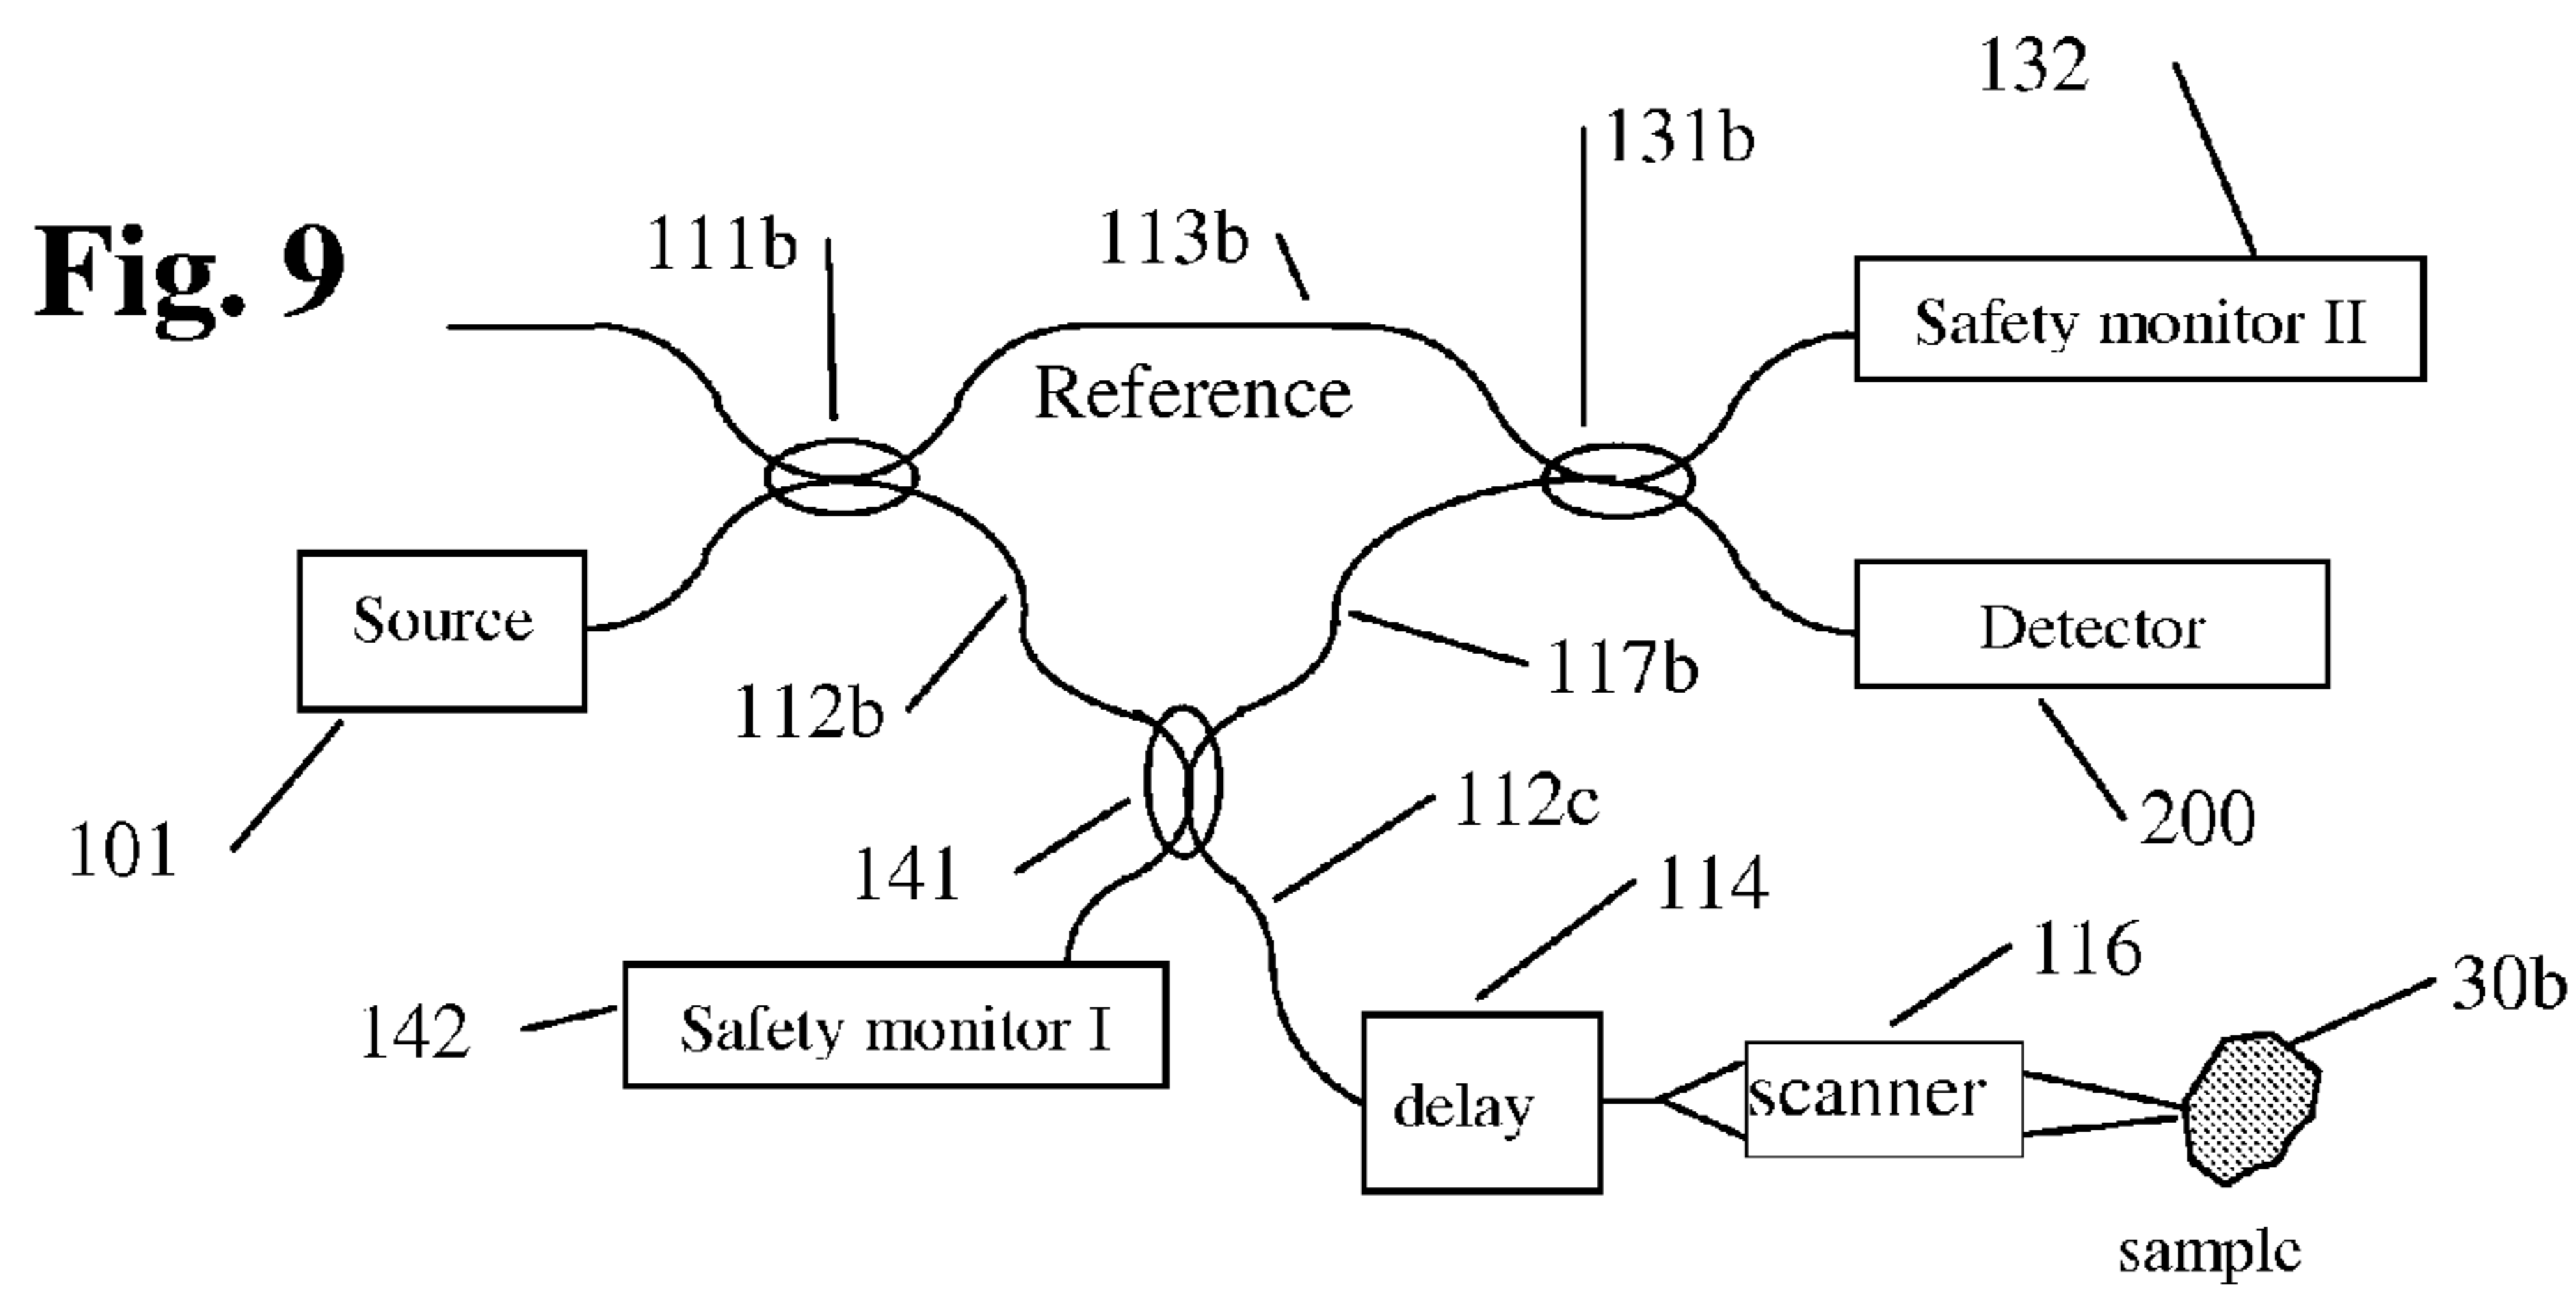 132
131b
111b
113b
Fig. 9
Safety monitor II
Reference
Source
Detector
117b
112b
112c
200
101
141
114
116
30b
142
Safety monitor I
delay
scanner
sample